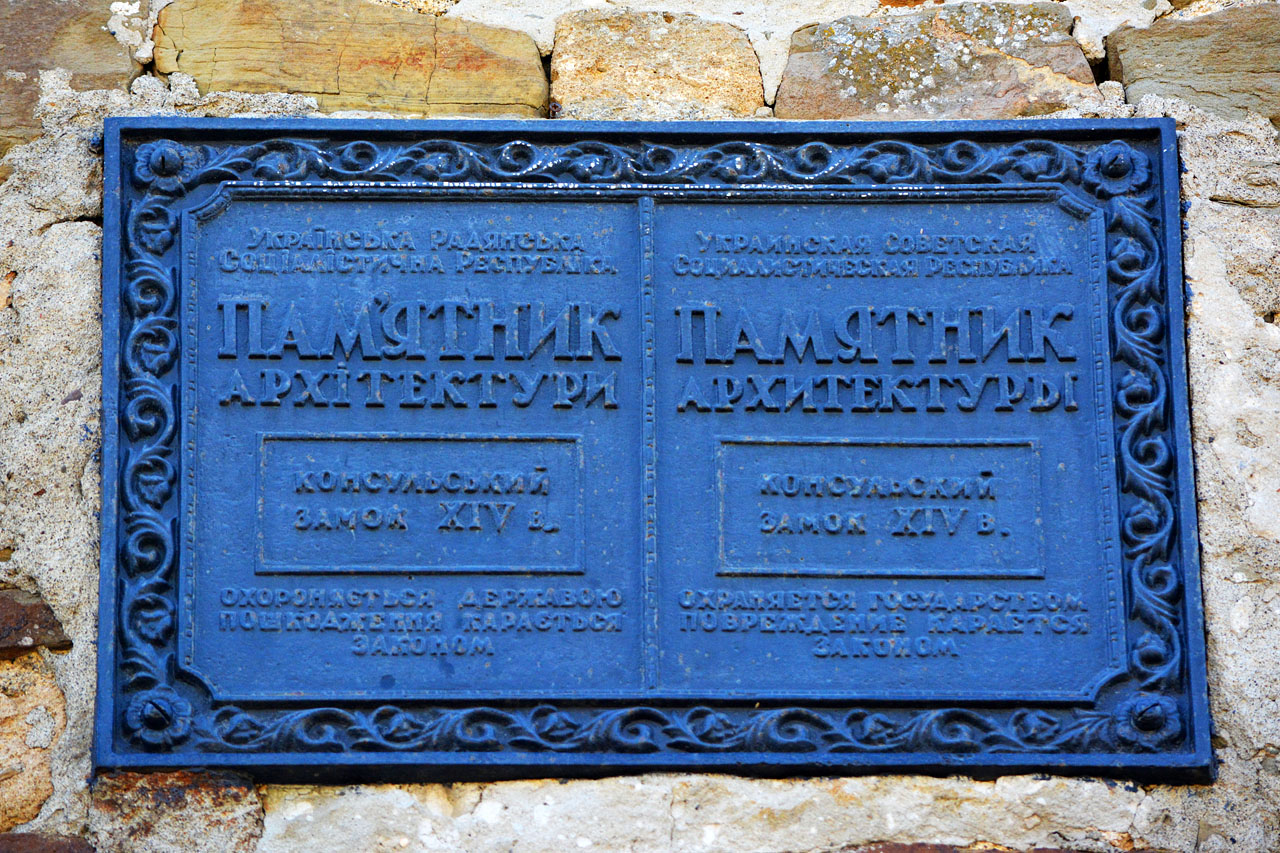 Українська Радянська
Соціалістична Республіка
ПАМ'ЯТНИК
АРХІТЕКТУРИ
КОНСУЛЬСЬКИЙ
ЗАМОК XIV в.
ОХОРОНЯЄТЬСЯ ДЕРЖАВОЮ
ПОШКОДЖЕННЯ КАРАЄТЬСЯ
ЗАКОНОМ
Украинская Советская
Социалистическая Республика
ПАМЯТНИК
АРХИТЕКТУРЫ
КОНСУЛЬСКИЙ
ЗАМОК XIV в.
ОХРАНЯЕТСЯ ГОСУДАРСТВОМ
ПОВРЕЖДЕНИЕ КАРАЕТСЯ
ЗАКОНОМ